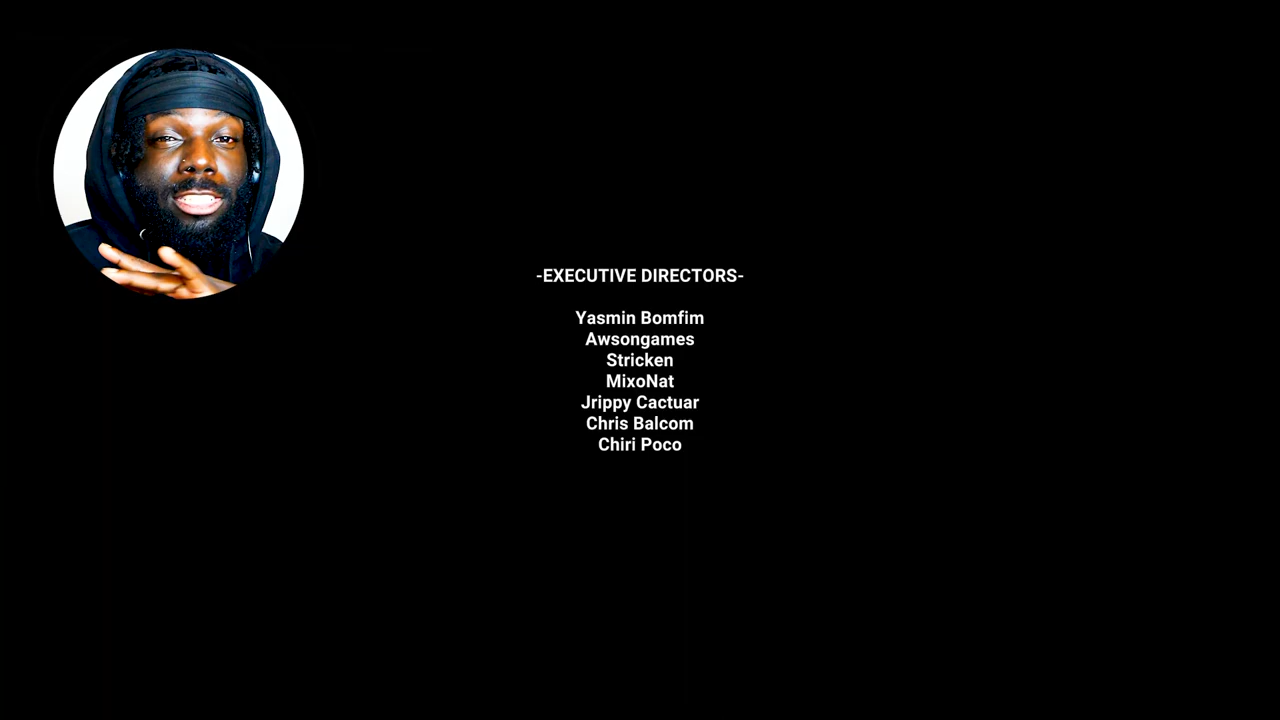 -EXECUTIVE DIRECTORS-
Yasmin Bomfim
Awsongames
Stricken
MixoNat
Jrippy Cactuar
Chris Balcom
Chiri Poco